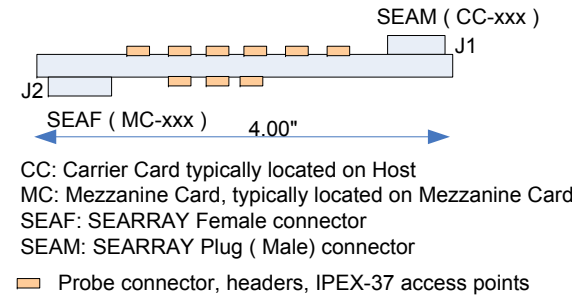 SEAM ( CC-xxx )
J1
J2
SEAF ( MC-xxx )
4.00"
CC: Carrier Card typically located on Host
MC: Mezzanine Card, typically located on Mezzanine Card
SEAF: SEARRAY Female connector
SEAM: SEARRAY Plug ( Male) connector
Probe connector, headers, IPEX-37 access points